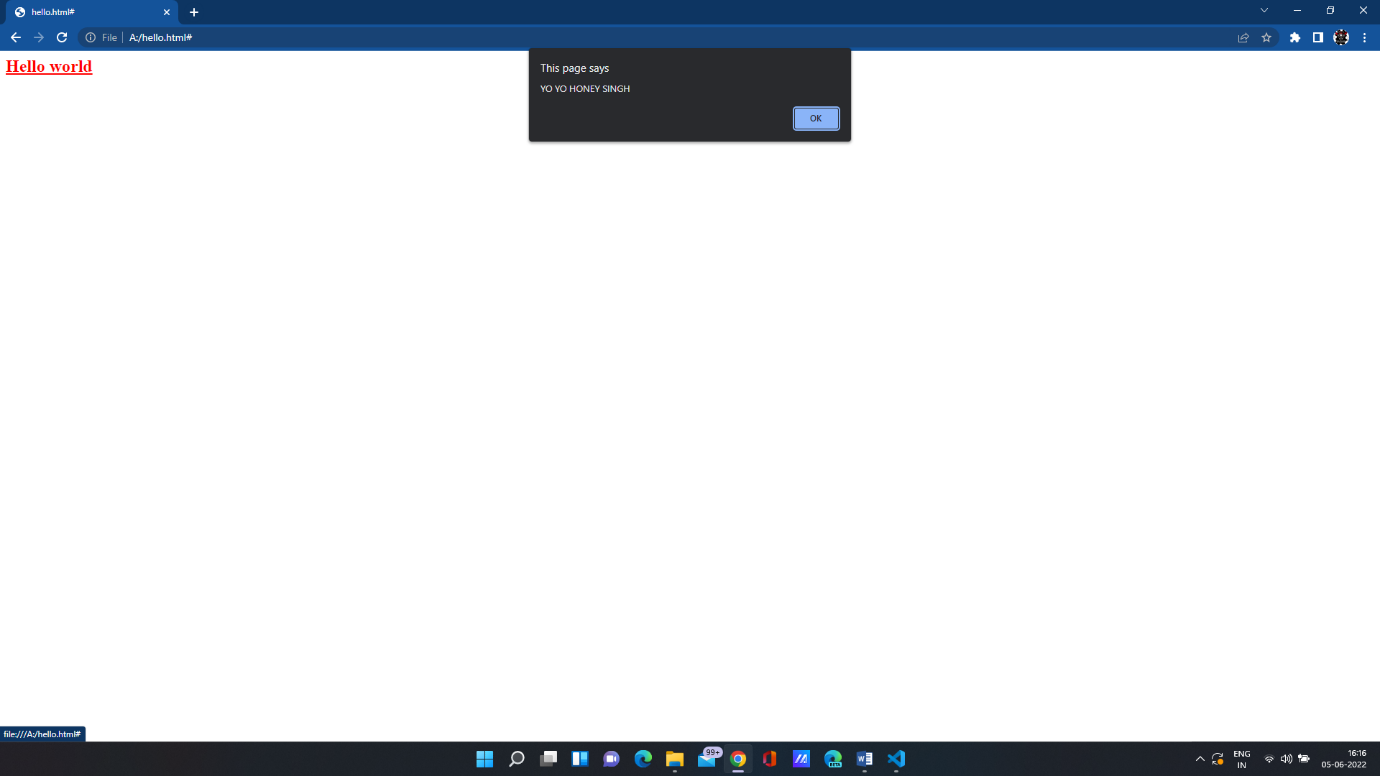 hello.html#
File | A:/hello.html#
This page says
YO YO HONEY SINGH
OK
Hello world
file:///A:/hello.html#
99+
ENG
IN
16:16
05-06-2022